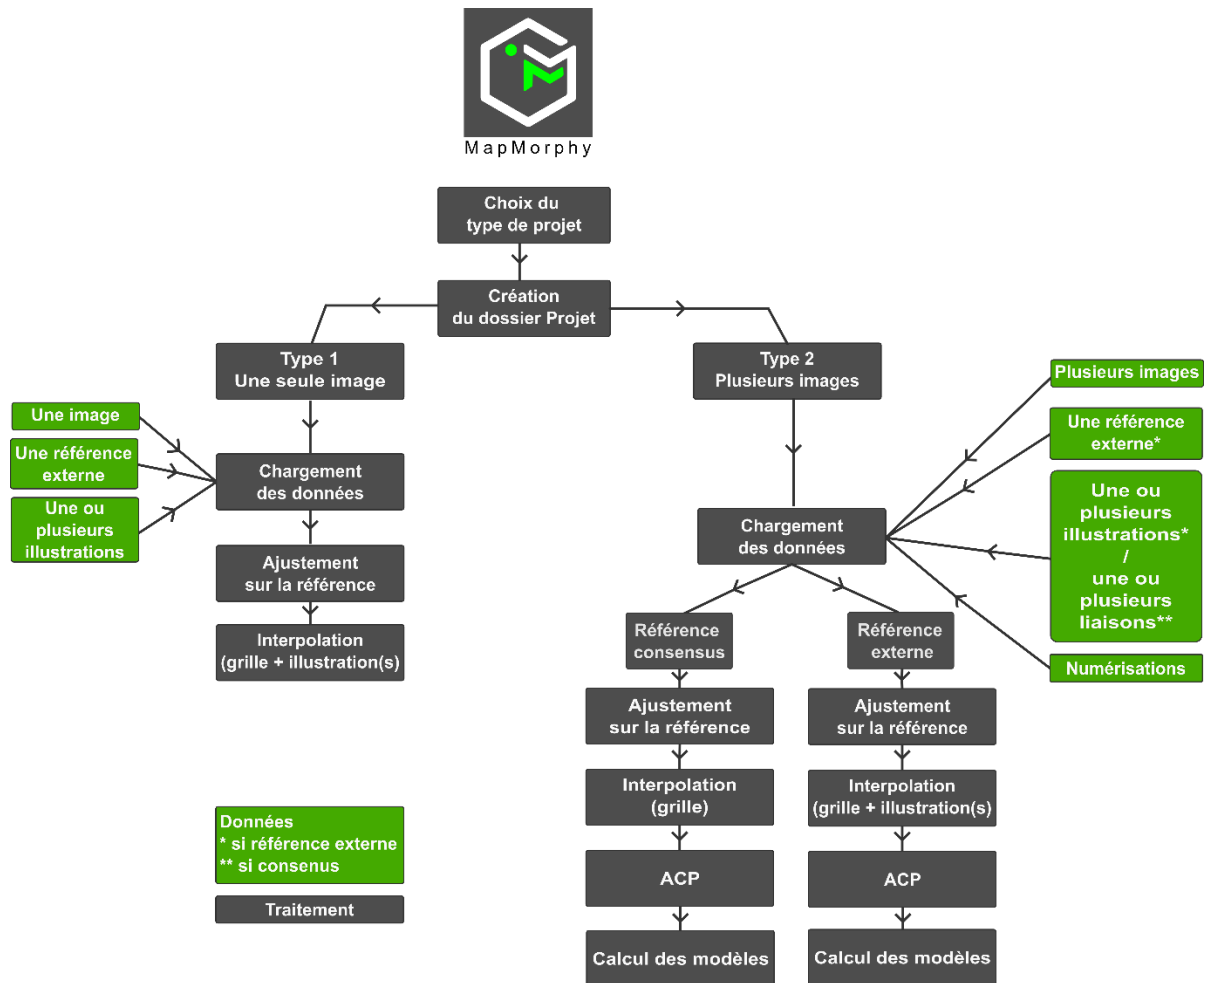 MapMorphy
Choix du
type de projet
Création
du dossier Projet
Type 1
Une seule image
Type 2
Plusieurs images
Une image
Une référence
externe
Une ou
plusieurs
illustrations
Chargement
des données
Ajustement
sur la référence
Interpolation
(grille + illustration(s)
Plusieurs images
Une référence
externe*
Une ou
plusieurs
illustrations*
/
une ou
plusieurs
liaisons**
Numérisations
Chargement
des données
Référence
consensus
Référence
externe
Ajustement
sur la référence
Ajustement
sur la référence
Interpolation
(grille)
Interpolation
(grille + illustration(s)
ACP
ACP
Calcul des modèles
Calcul des modèles
Données
* si référence externe
** si consenus
Traitement